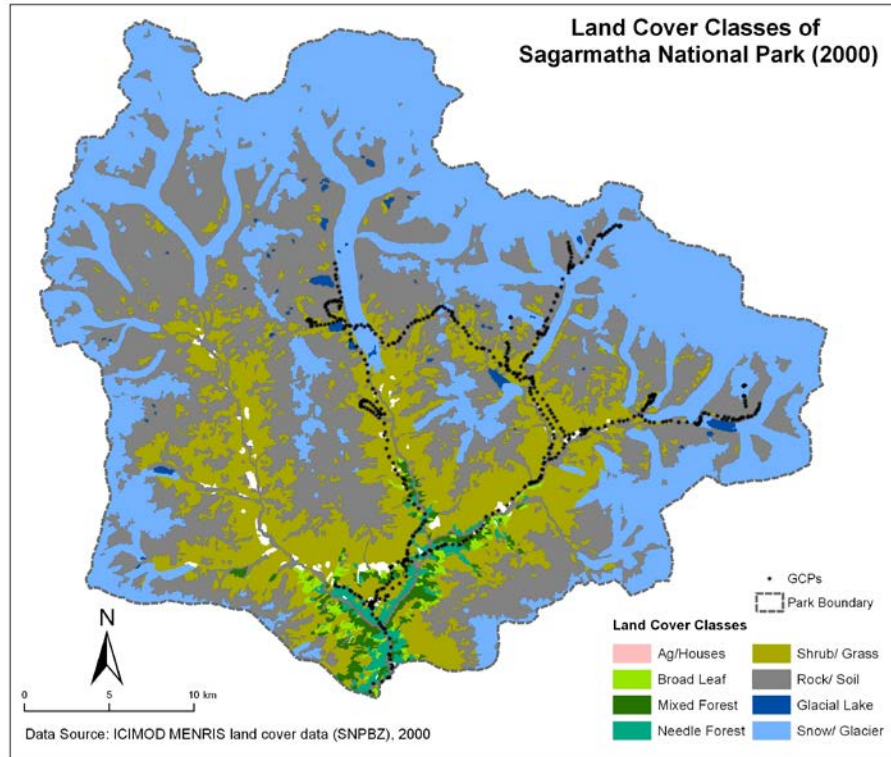 Land Cover Classes of
Sagarmatha National Park (2000)
GCPs
Park Boundary
Land Cover Classes
Ag/Houses
Broad Leaf
Mixed Forest
Needle Forest
Shrub/ Grass
Rock/ Soil
Glacial Lake
Snow/ Glacier
N
0 5 10 km
Data Source: ICIMOD MENRIS land cover data (SNPBZ), 2000